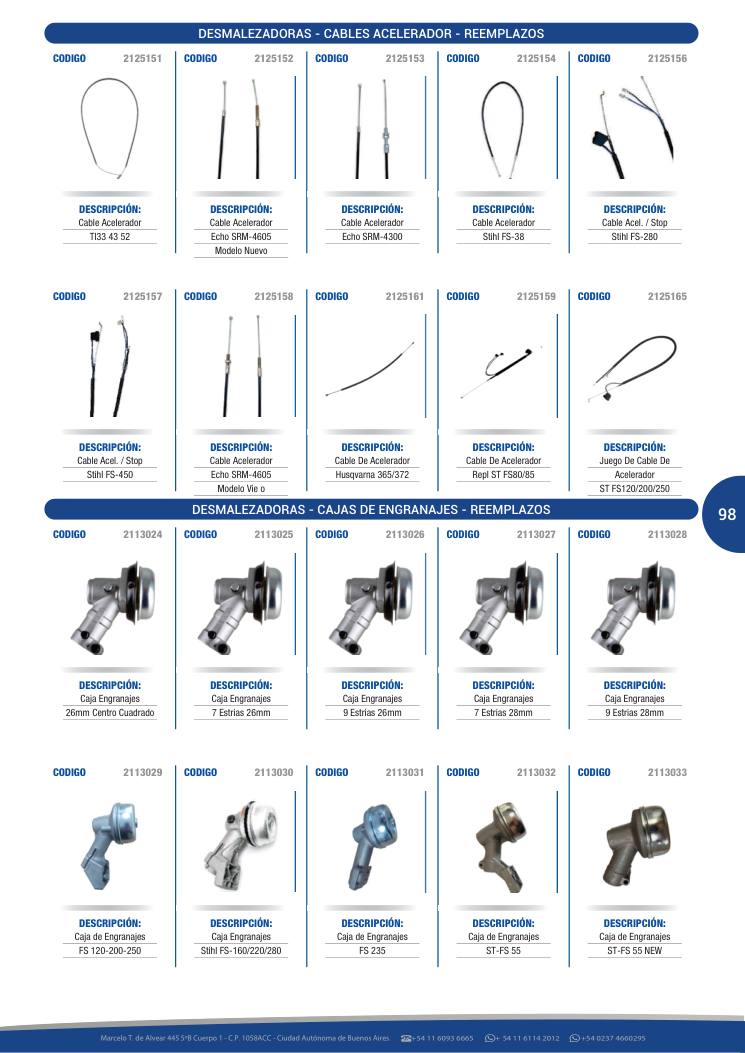 DESMALEZADORAS - CABLES ACELERADOR - REEMPLAZOS
CODIGO 2125151
DESCRIPCIÓN:
Cable Acelerador
Tl33 43 52
CODIGO 2125152
DESCRIPCIÓN:
Cable Acelerador
Echo SRM-4605
Modelo Nuevo
CODIGO 2125153
DESCRIPCIÓN:
Cable Acelerador
Echo SRM-4300
CODIGO 2125154
DESCRIPCIÓN:
Cable Acelerador
Stihl FS-38
CODIGO 2125156
DESCRIPCIÓN:
Cable Acel. / Stop
Stihl FS-280
CODIGO 2125157
DESCRIPCIÓN:
Cable Acel. / Stop
Stihl FS-450
CODIGO 2125158
DESCRIPCIÓN:
Cable Acelerador
Echo SRM-4605
Modelo Vie o
CODIGO 2125161
DESCRIPCIÓN:
Cable De Acelerador
Husqvarna 365/372
CODIGO 2125159
DESCRIPCIÓN:
Cable De Acelerador
Repl ST FS80/85
CODIGO 2125165
DESCRIPCIÓN:
Juego De Cable De
Acelerador
ST FS120/200/250
98
DESMALEZADORAS - CAJAS DE ENGRANAJES - REEMPLAZOS
CODIGO 2113024
DESCRIPCIÓN:
Caja Engranajes
26mm Centro Cuadrado
CODIGO 2113025
DESCRIPCIÓN:
Caja Engranajes
7 Estrias 26mm
CODIGO 2113026
DESCRIPCIÓN:
Caja Engranajes
9 Estrias 26mm
CODIGO 2113027
DESCRIPCIÓN:
Caja Engranajes
7 Estrias 28mm
CODIGO 2113028
DESCRIPCIÓN:
Caja Engranajes
9 Estrias 28mm
CODIGO 2113029
DESCRIPCIÓN:
Caja de Engranajes
FS 120-200-250
CODIGO 2113030
DESCRIPCIÓN:
Caja Engranajes
Stihl FS-160/220/280
CODIGO 2113031
DESCRIPCIÓN:
Caja de Engranajes
FS 235
CODIGO 2113032
DESCRIPCIÓN:
Caja de Engranajes
ST-FS 55
CODIGO 2113033
DESCRIPCIÓN:
Caja de Engranajes
ST-FS 55 NEW
Marcelo T. de Alvear 445 5ºB Cuerpo 1 - C.P. 1058ACC - Ciudad Autónoma de Buenos Aires. +54 11 6093 6665 + 54 11 6114 2012 +54 0237 4660295